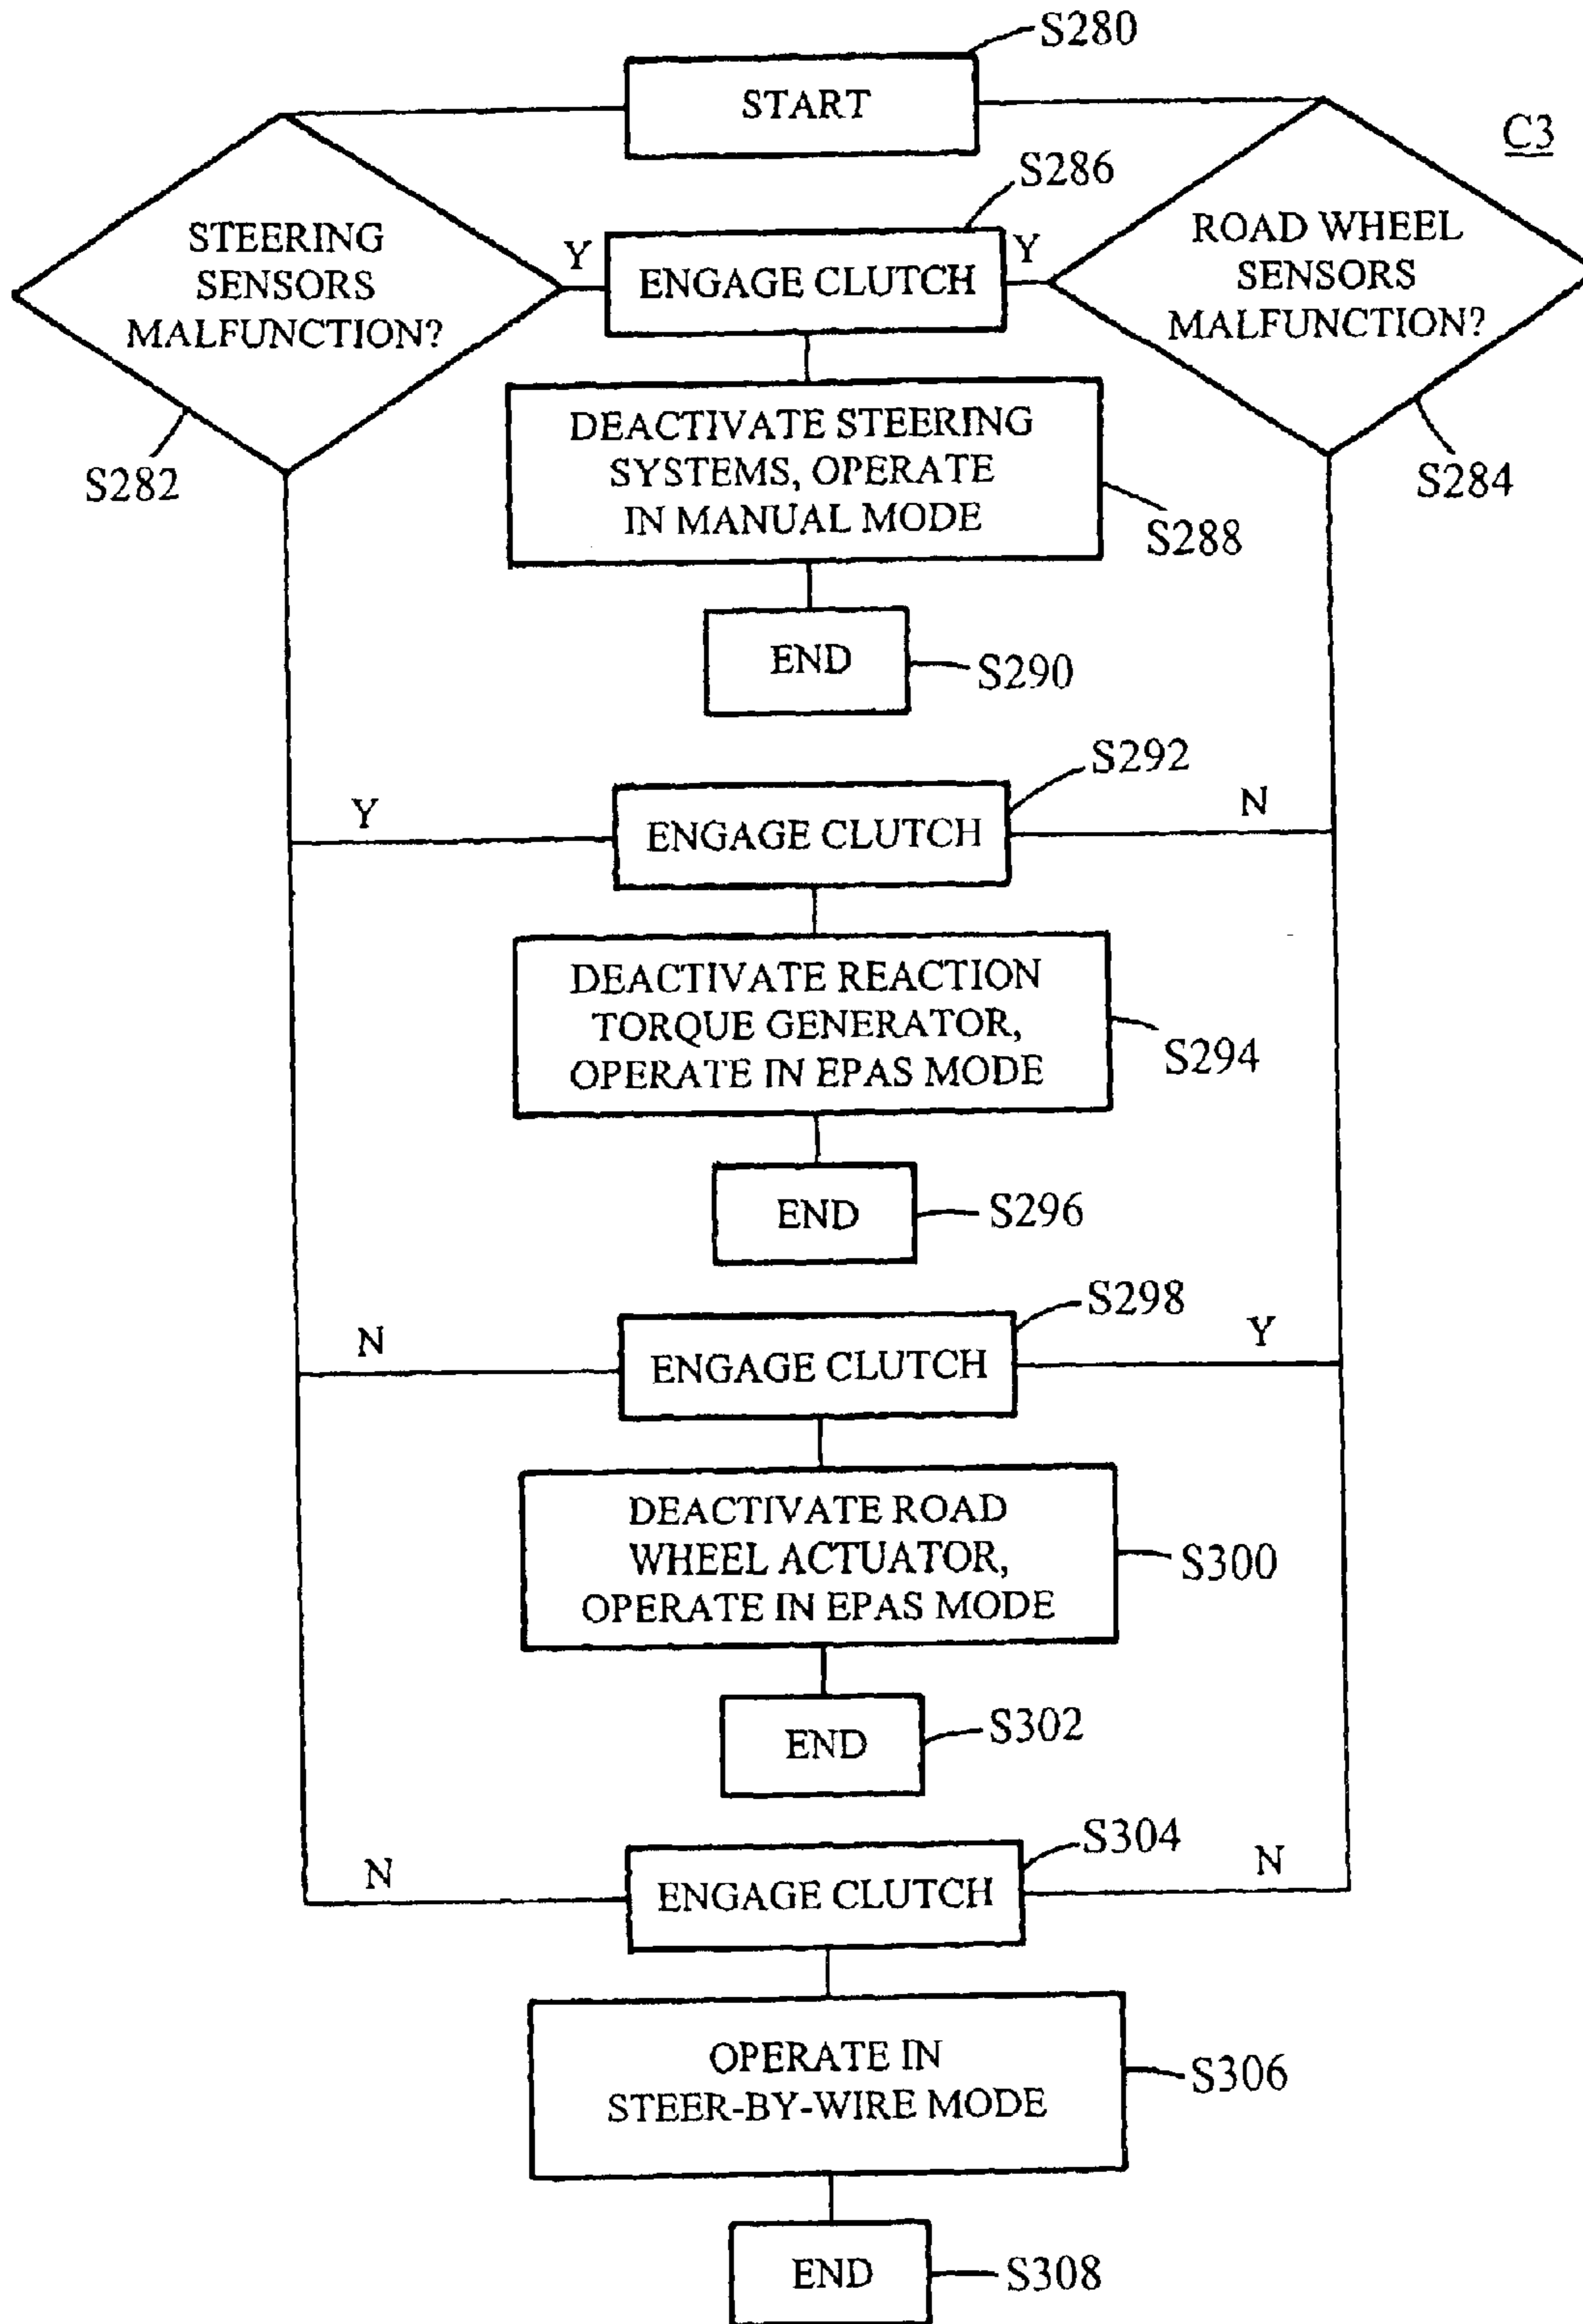 S280
START
C3
S286
STEERING
SENSORS
MALFUNCTION?
Y
ENGAGE CLUTCH
Y
ROAD WHEEL
SENSORS
MALFUNCTION?
S282
DEACTIVATE STEERING
SYSTEMS, OPERATE
IN MANUAL MODE
S284
S288
END
S290
S292
Y
ENGAGE CLUTCH
N
DEACTIVATE REACTION
TORQUE GENERATOR,
OPERATE IN EPAS MODE
S294
END
S296
S298
N
ENGAGE CLUTCH
Y
DEACTIVATE ROAD
WHEEL ACTUATOR,
OPERATE IN EPAS MODE
S300
END
S302
S304
N
ENGAGE CLUTCH
N
OPERATE IN
STEER-BY-WIRE MODE
S306
END
S308